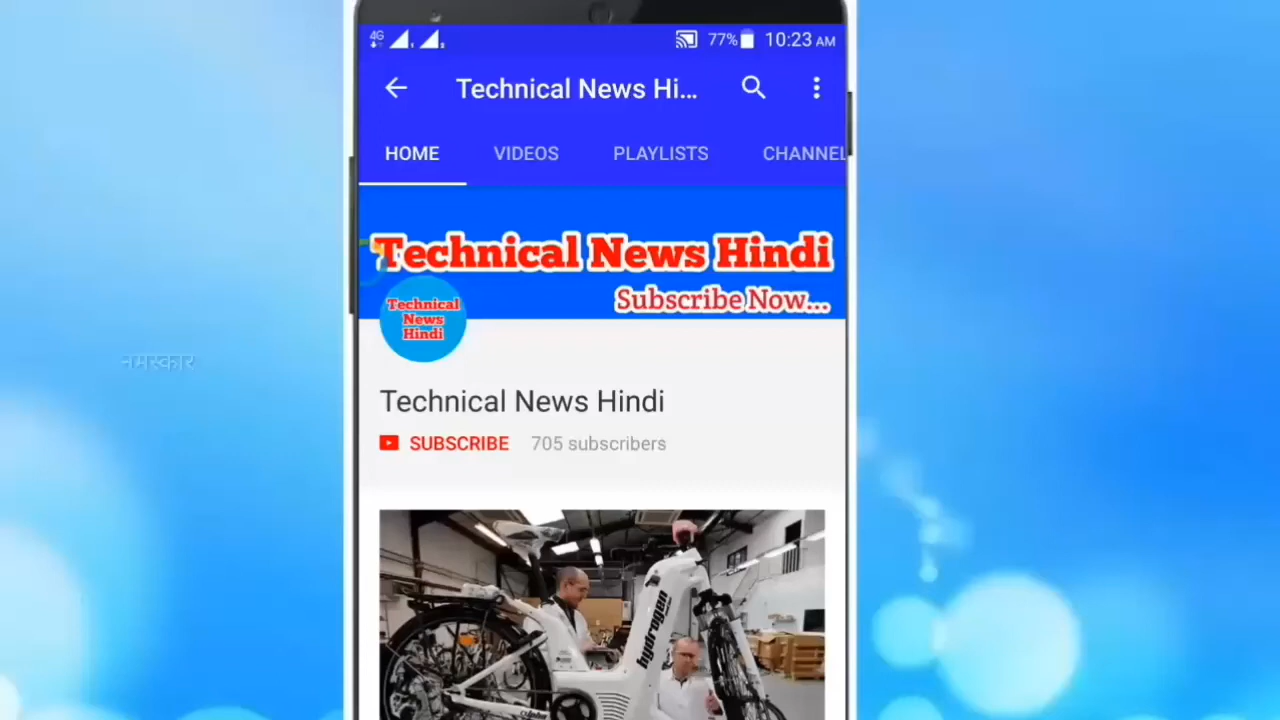 4G 77% 10:23 AM
Technical News Hi...
HOME VIDEOS PLAYLISTS CHANNEL
Technical News Hindi
Subscribe Now...
Technical
News
Hindi
नमस्कार
Technical News Hindi
SUBSCRIBE 705 subscribers
hydrogen